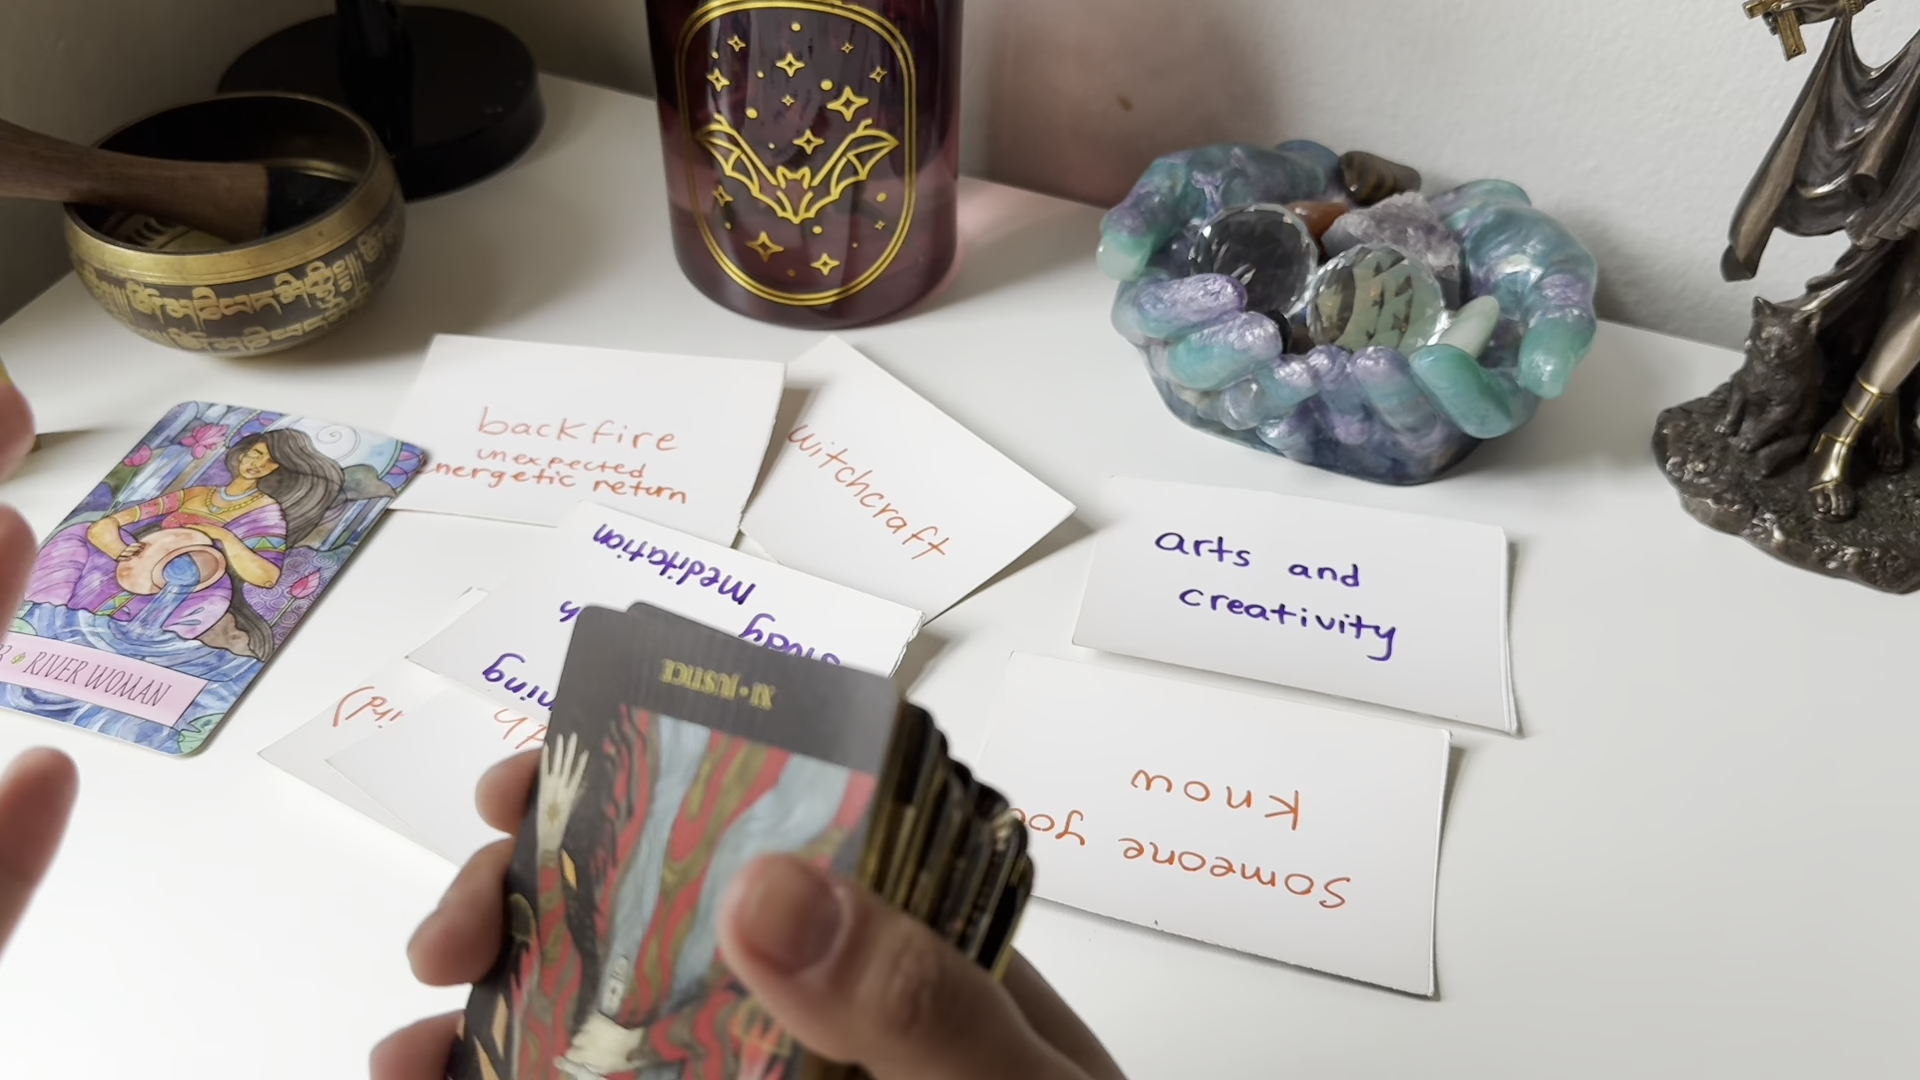 backfire
unexpected
energetic return
witchcraft
arts and
creativity
meditation
study
RIVER WOMAN
XI • JUSTICE
someone you
know